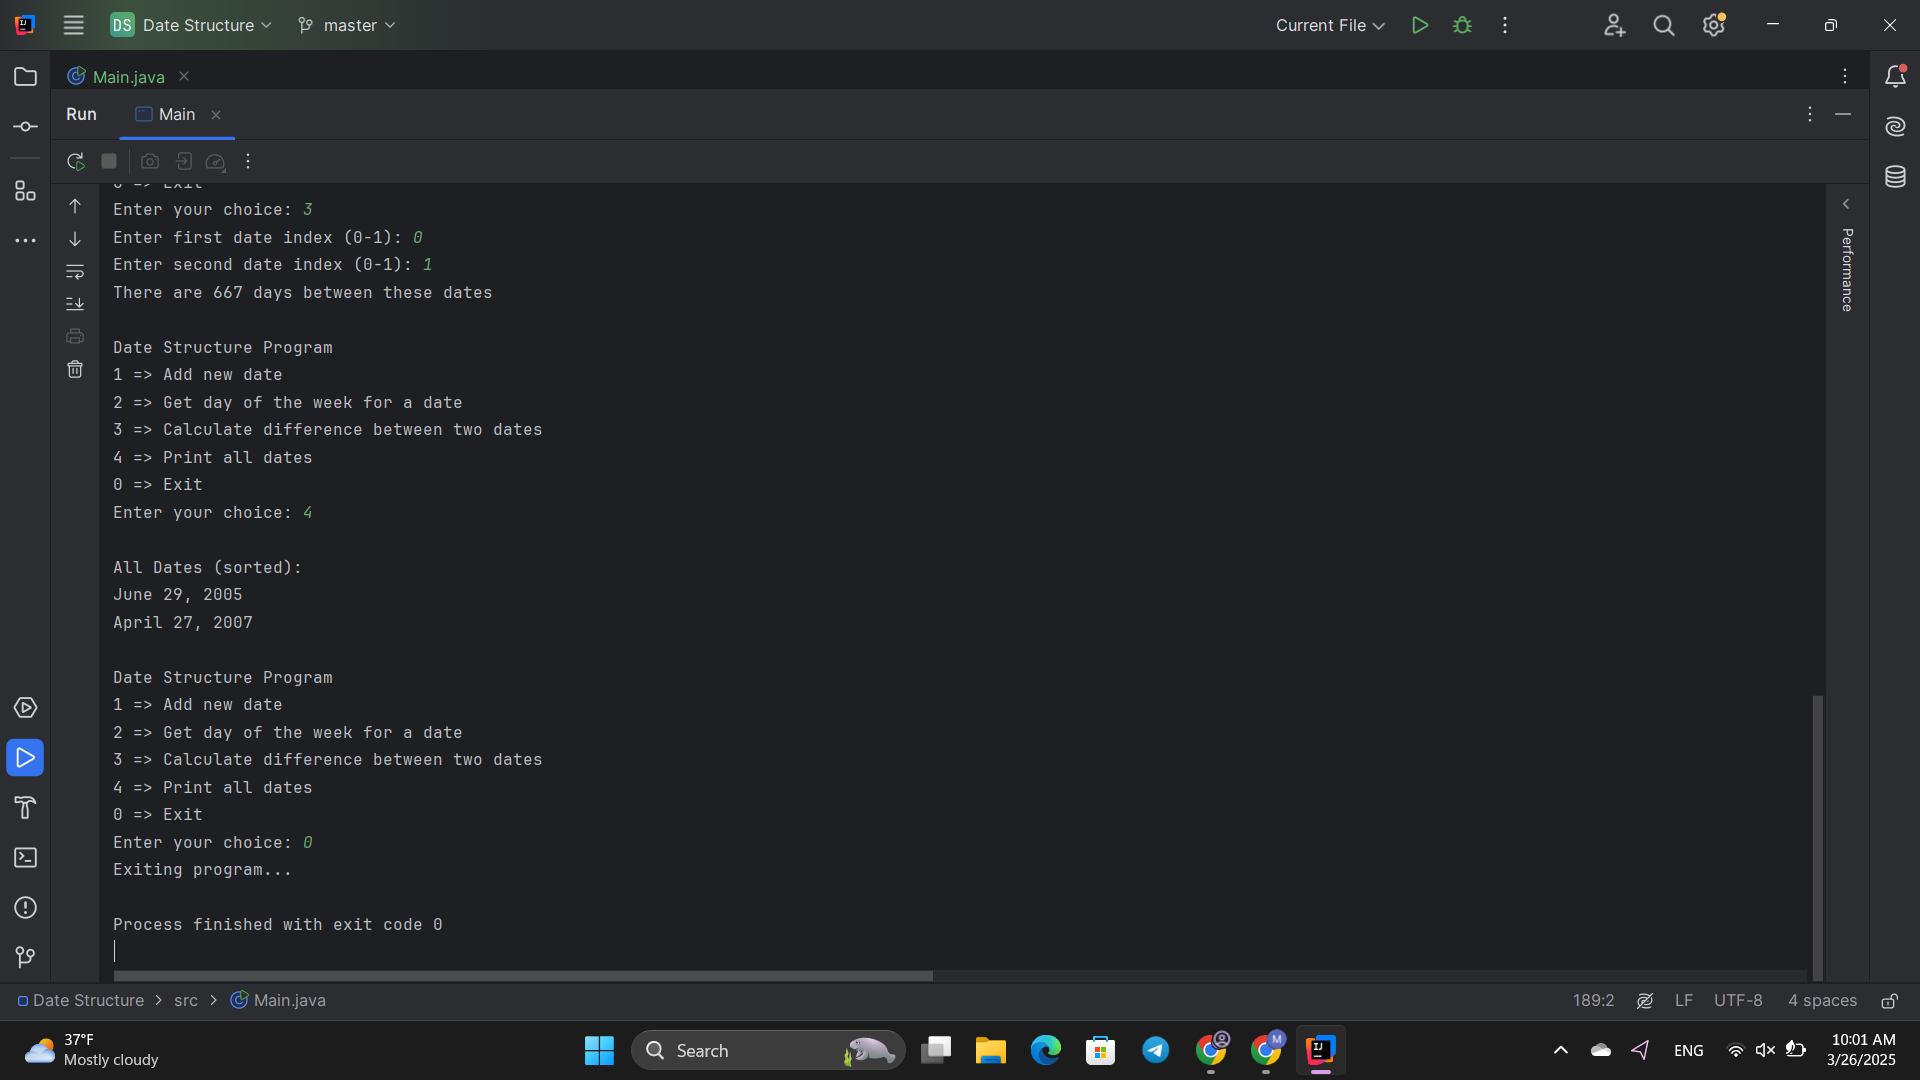 DS Date Structure master Current File
Main.java
Run Main
0 => Exit
Enter your choice: 3
Enter first date index (0-1): 0
Enter second date index (0-1): 1
There are 667 days between these dates
Date Structure Program
1 => Add new date
2 => Get day of the week for a date
3 => Calculate difference between two dates
4 => Print all dates
0 => Exit
Enter your choice: 4
All Dates (sorted):
June 29, 2005
April 27, 2007
Date Structure Program
1 => Add new date
2 => Get day of the week for a date
3 => Calculate difference between two dates
4 => Print all dates
0 => Exit
Enter your choice: 0
Exiting program...
Process finished with exit code 0
Performance
Date Structure > src > Main.java 189:2 LF UTF-8 4 spaces
37°F
Mostly cloudy
Search
M
ENG
10:01 AM
3/26/2025